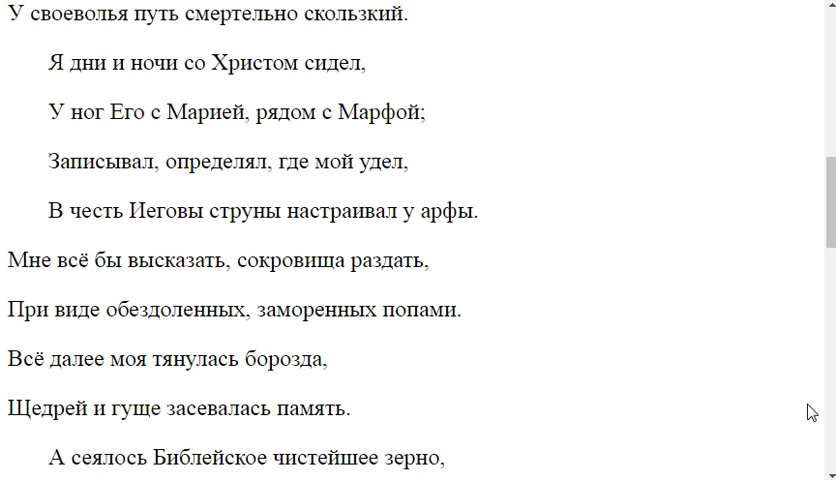 У своеволья путь смертельно скользкий.
Я дни и ночи со Христом сидел,
У ног Его с Марией, рядом с Марфой;
Записывал, определял, где мой удел,
В честь Иеговы струны настраивал у арфы.
Мне всё бы высказать, сокровища раздать,
При виде обездоленных, заморенных попами.
Всё далее моя тянулась борозда,
Щедрей и гуще засевалась память.
А сеялось Библейское чистейшее зерно,